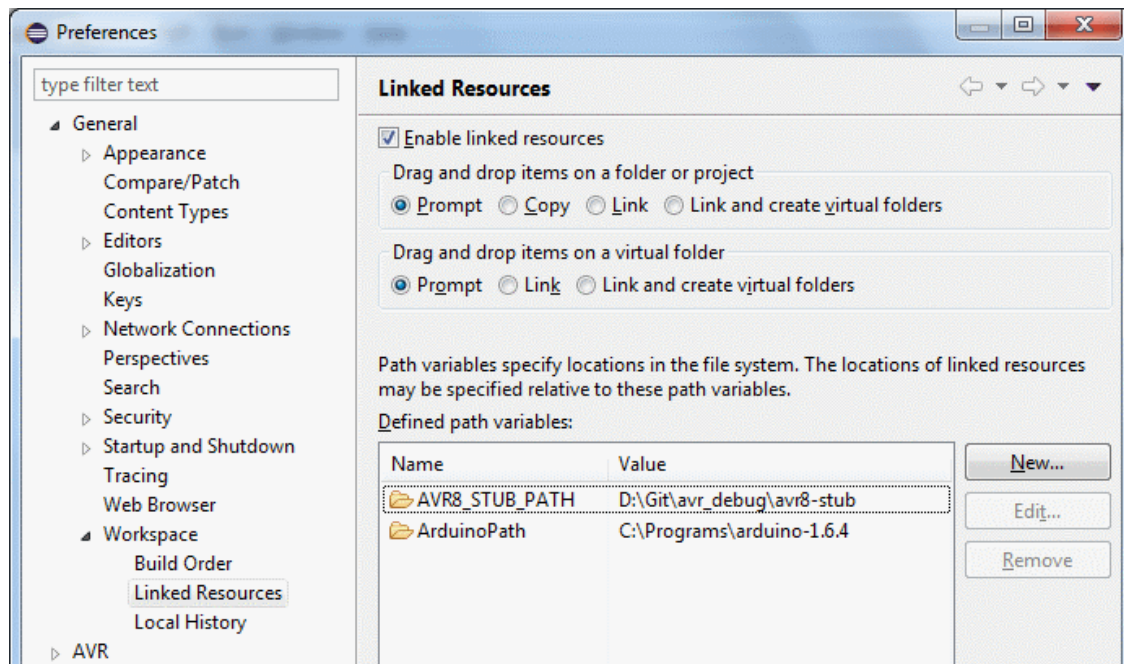 Preferences
type filter text
General
Appearance
Compare/Patch
Content Types
Editors
Globalization
Keys
Network Connections
Perspectives
Search
Security
Startup and Shutdown
Tracing
Web Browser
Workspace
Build Order
Linked Resources
Local History
AVR
Linked Resources
Enable linked resources
Drag and drop items on a folder or project
Prompt Copy Link Link and create virtual folders
Drag and drop items on a virtual folder
Prompt Link Link and create virtual folders
Path variables specify locations in the file system. The locations of linked resources
may be specified relative to these path variables.
Defined path variables:
Name Value
AVR8_STUB_PATH D:\Git\avr_debug\avr8-stub
ArduinoPath C:\Programs\arduino-1.6.4
New...
Edit...
Remove